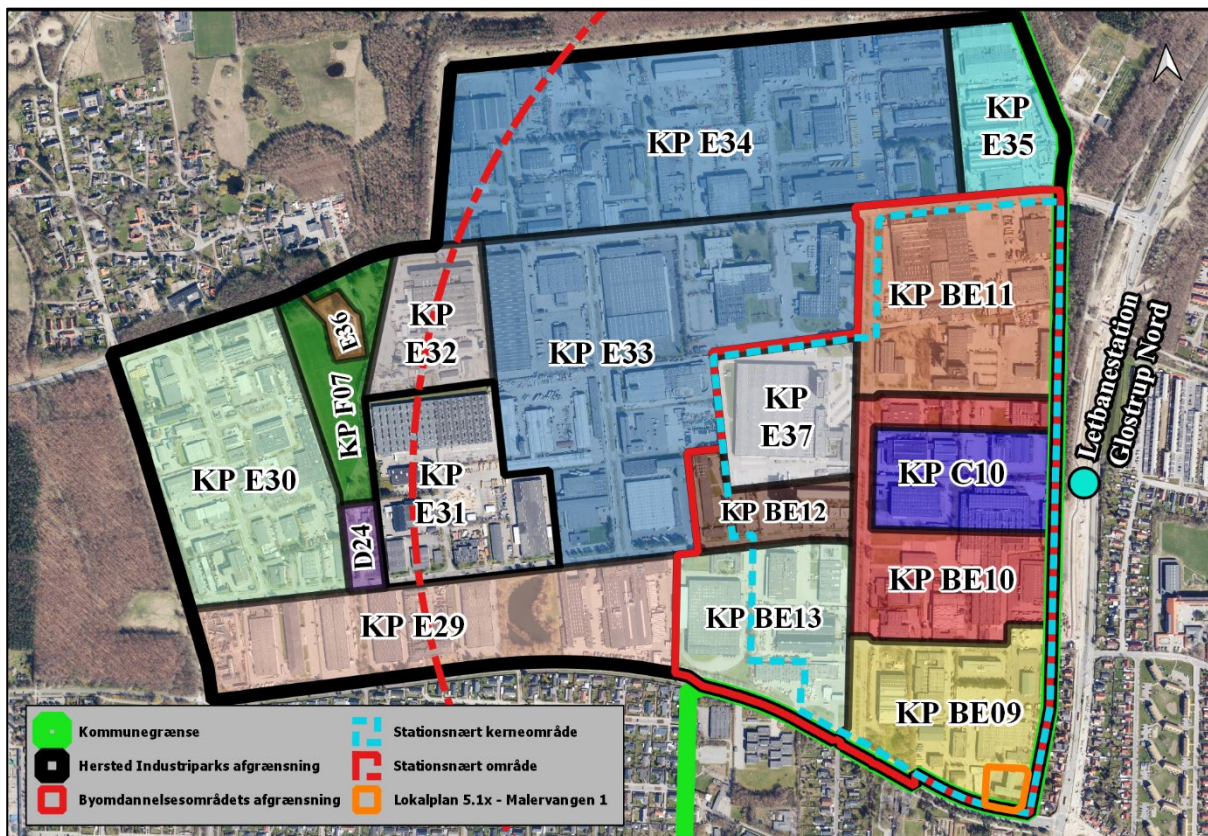 KP
E35
KP E34
KP BE11
KP
E32
E36
KP E33
KP F07
KP
E37
Letbanestation
Glostrup Nord
KP E30
KP
E31
KP C10
KP BE12
D24
KP BE10
KP BE13
KP E29
KP BE09
Kommunegrænse
Hersted Industriparks afgrænsning
Byomdannelsesområdets afgrænsning
Stationsnært kerneområde
Stationsnært område
Lokalplan 5.1x - Malervangen 1